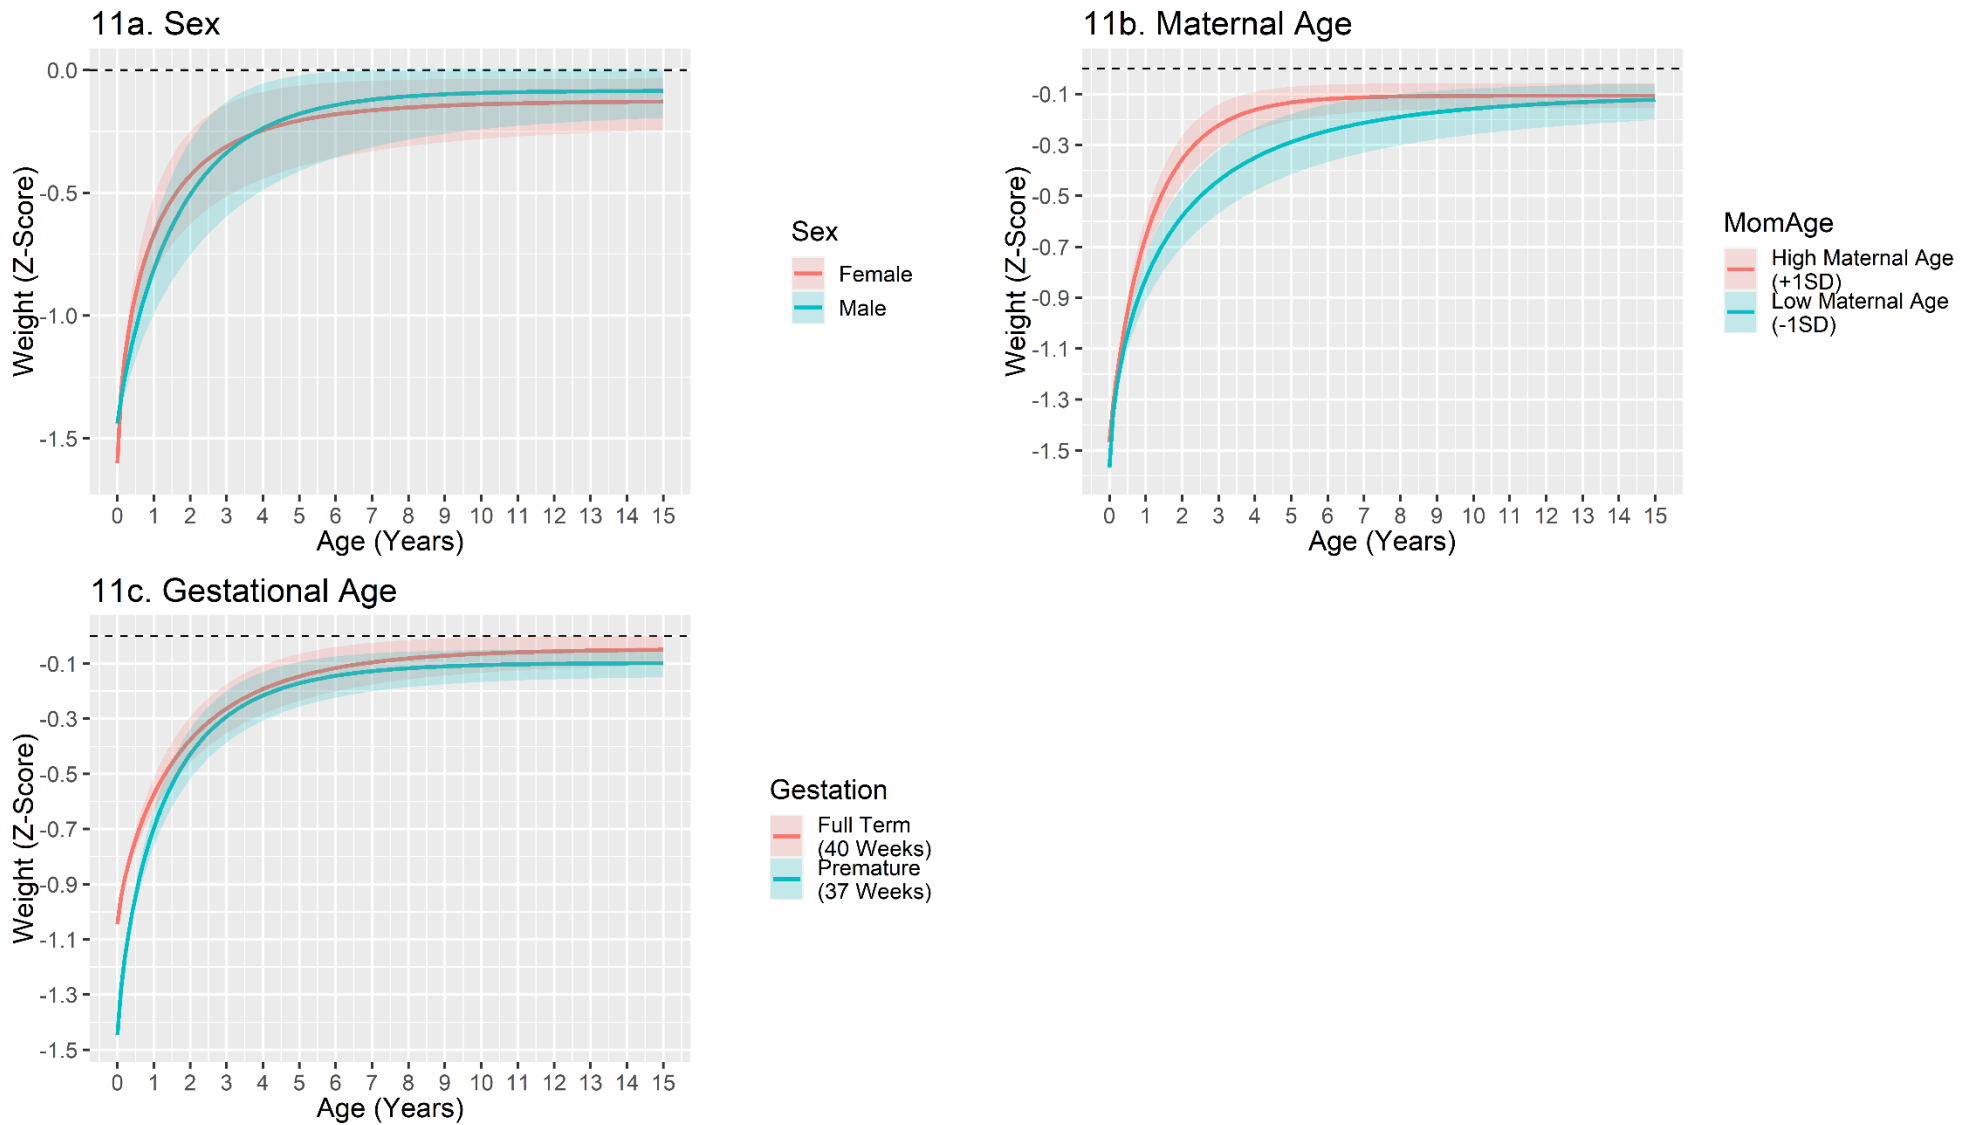 11a. Sex
0.0
-0.5
-1.0
-1.5
Weight (Z-Score)
0 1 2 3 4 5 6 7 8 9 10 11 12 13 14 15
Age (Years)
Sex
Female
Male
11b. Maternal Age
-0.1
-0.3
-0.5
-0.7
-0.9
-1.1
-1.3
-1.5
Weight (Z-Score)
0 1 2 3 4 5 6 7 8 9 10 11 12 13 14 15
Age (Years)
MomAge
High Maternal Age
(+1SD)
Low Maternal Age
(-1SD)
11c. Gestational Age
-0.1
-0.3
-0.5
-0.7
-0.9
-1.1
-1.3
-1.5
Weight (Z-Score)
0 1 2 3 4 5 6 7 8 9 10 11 12 13 14 15
Age (Years)
Gestation
Full Term
(40 Weeks)
Premature
(37 Weeks)